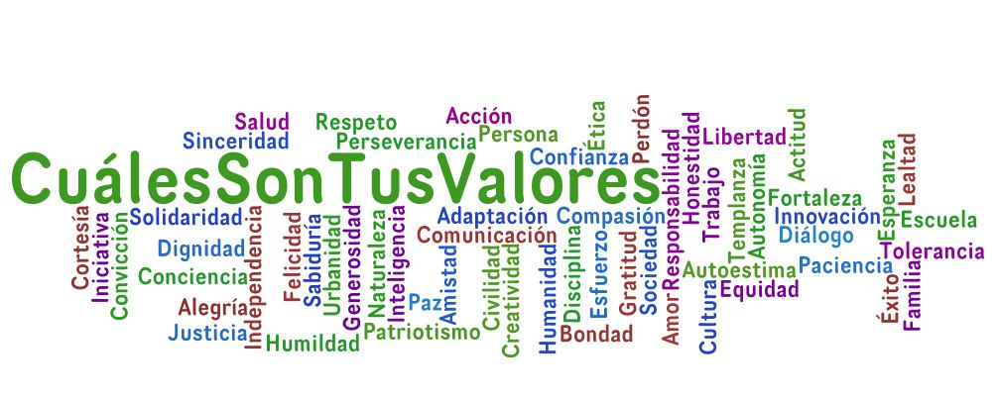 Salud
Respeto
Acción
Ética
Perdón
Sinceridad
Perseverancia
Persona
Confianza
Responsabilidad
Honestidad
Libertad
Actitud
CuálesSonTusValores
Trabajo
Templanza
Autonomía
Fortaleza
Esperanza
Lealtad
Cortesía
Iniciativa
Convicción
Solidaridad
Independencia
Felicidad
Sabiduría
Urbanidad
Generosidad
Naturaleza
Inteligencia
Adaptación
Compasión
Innovación
Escuela
Dignidad
Comunicación
Diálogo
Tolerancia
Conciencia
Amistad
Civilidad
Creatividad
Humanidad
Disciplina
Esfuerzo
Gratitud
Sociedad
Autoestima
Paciencia
Alegría
Paz
Amor
Cultura
Equidad
Éxito
Familia
Justicia
Humildad
Patriotismo
Bondad